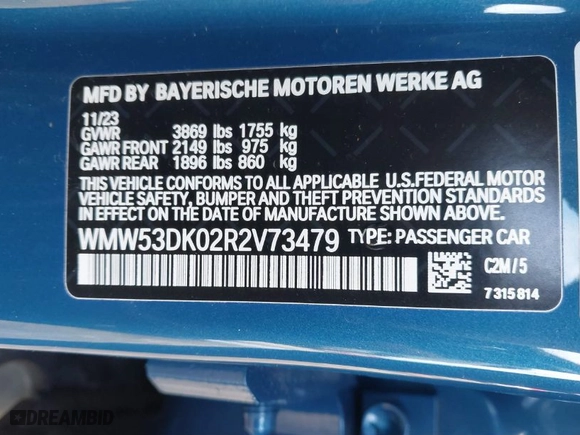 MFD BY BAYERISCHE MOTOREN WERKE AG
11/23
GVWR 3869 lbs 1755 kg
GAWR FRONT 2149 lbs 975 kg
GAWR REAR 1896 lbs 860 kg
THIS VEHICLE CONFORMS TO ALL APPLICABLE U.S.FEDERAL MOTOR
VEHICLE SAFETY, BUMPER AND THEFT PREVENTION STANDARDS
IN EFFECT ON THE DATE OF MANUFACTURE SHOWN ABOVE.
WMW53DK02R2V73479 TYPE: PASSENGER CAR
C2M/5
7315814
DREAMBID